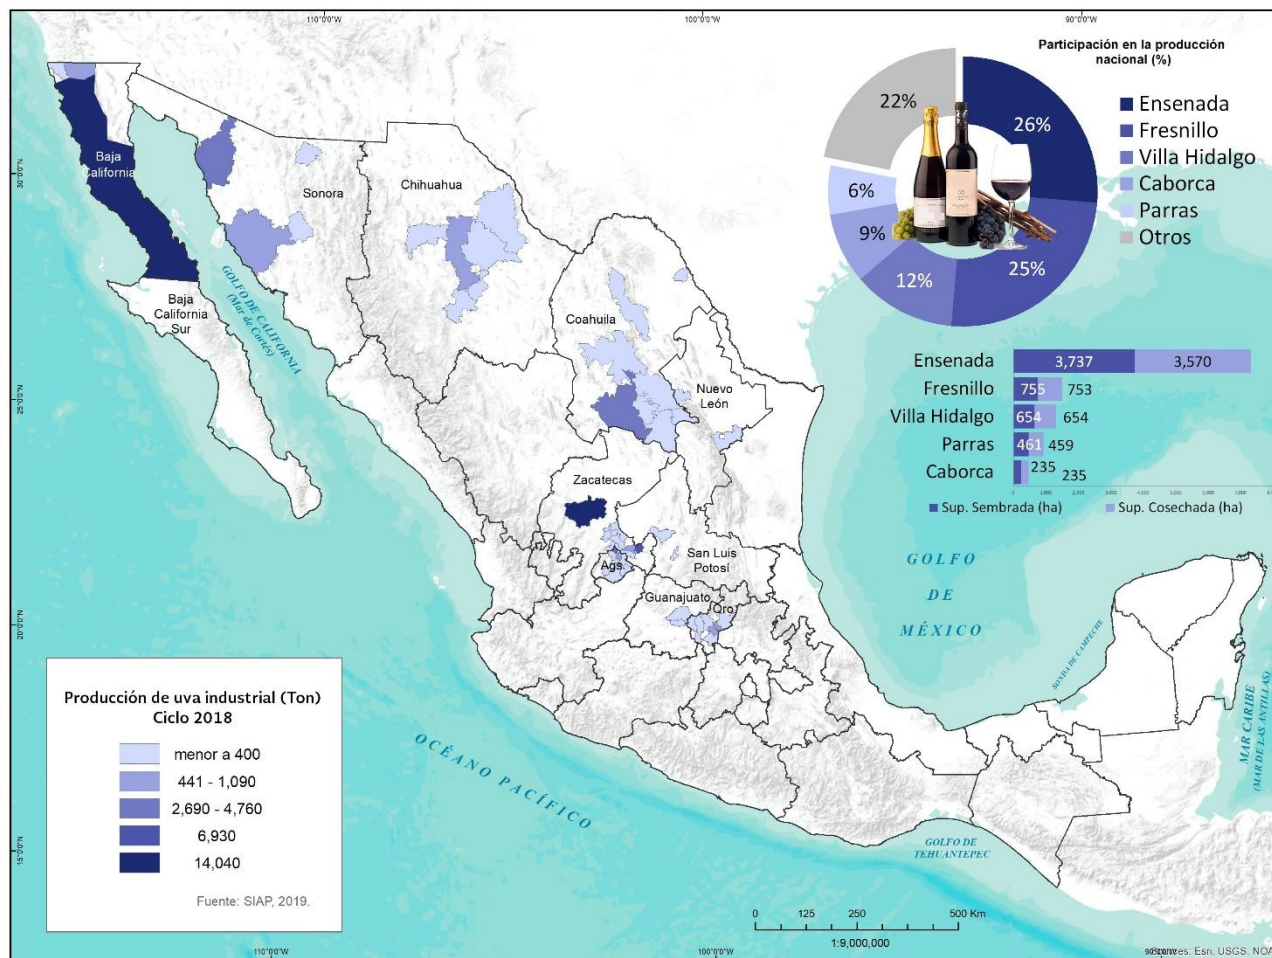 110°0'0"W
100°0'0"W
90°0'0"W
Participación en la producción
nacional (%)
22%
26%
6%
9%
12%
25%
Ensenada
Fresnillo
Villa Hidalgo
Caborca
Parras
Otros
30°0'0"N
25°0'0"N
20°0'0"N
15°0'0"N
Baja
California
Sonora
Chihuahua
Baja
California
Sur
GOLFO DE CALIFORNIA
(Mar de Cortés)
Coahuila
Nuevo
León
Zacatecas
Ags.
San Luis
Potosí
Guanajuato
Qro
Ensenada 3,737 3,570
Fresnillo 755 753
Villa Hidalgo 654 654
Parras 461 459
Caborca 235 235
Sup. Sembrada (ha) Sup. Cosechada (ha)
GOLFO
DE
MÉXICO
SONDA DE CAMPECHE
MAR CARIBE
(MAR DE LAS ANTILLAS)
OCÉANO PACÍFICO
GOLFO DE
TEHUANTEPEC
Producción de uva industrial (Ton)
Ciclo 2018
menor a 400
441 - 1,090
2,690 - 4,760
6,930
14,040
Fuente: SIAP, 2019.
0 125 250 500 Km
1:9,000,000
110°0'0"W
100°0'0"W
Esri, USGS, NOA